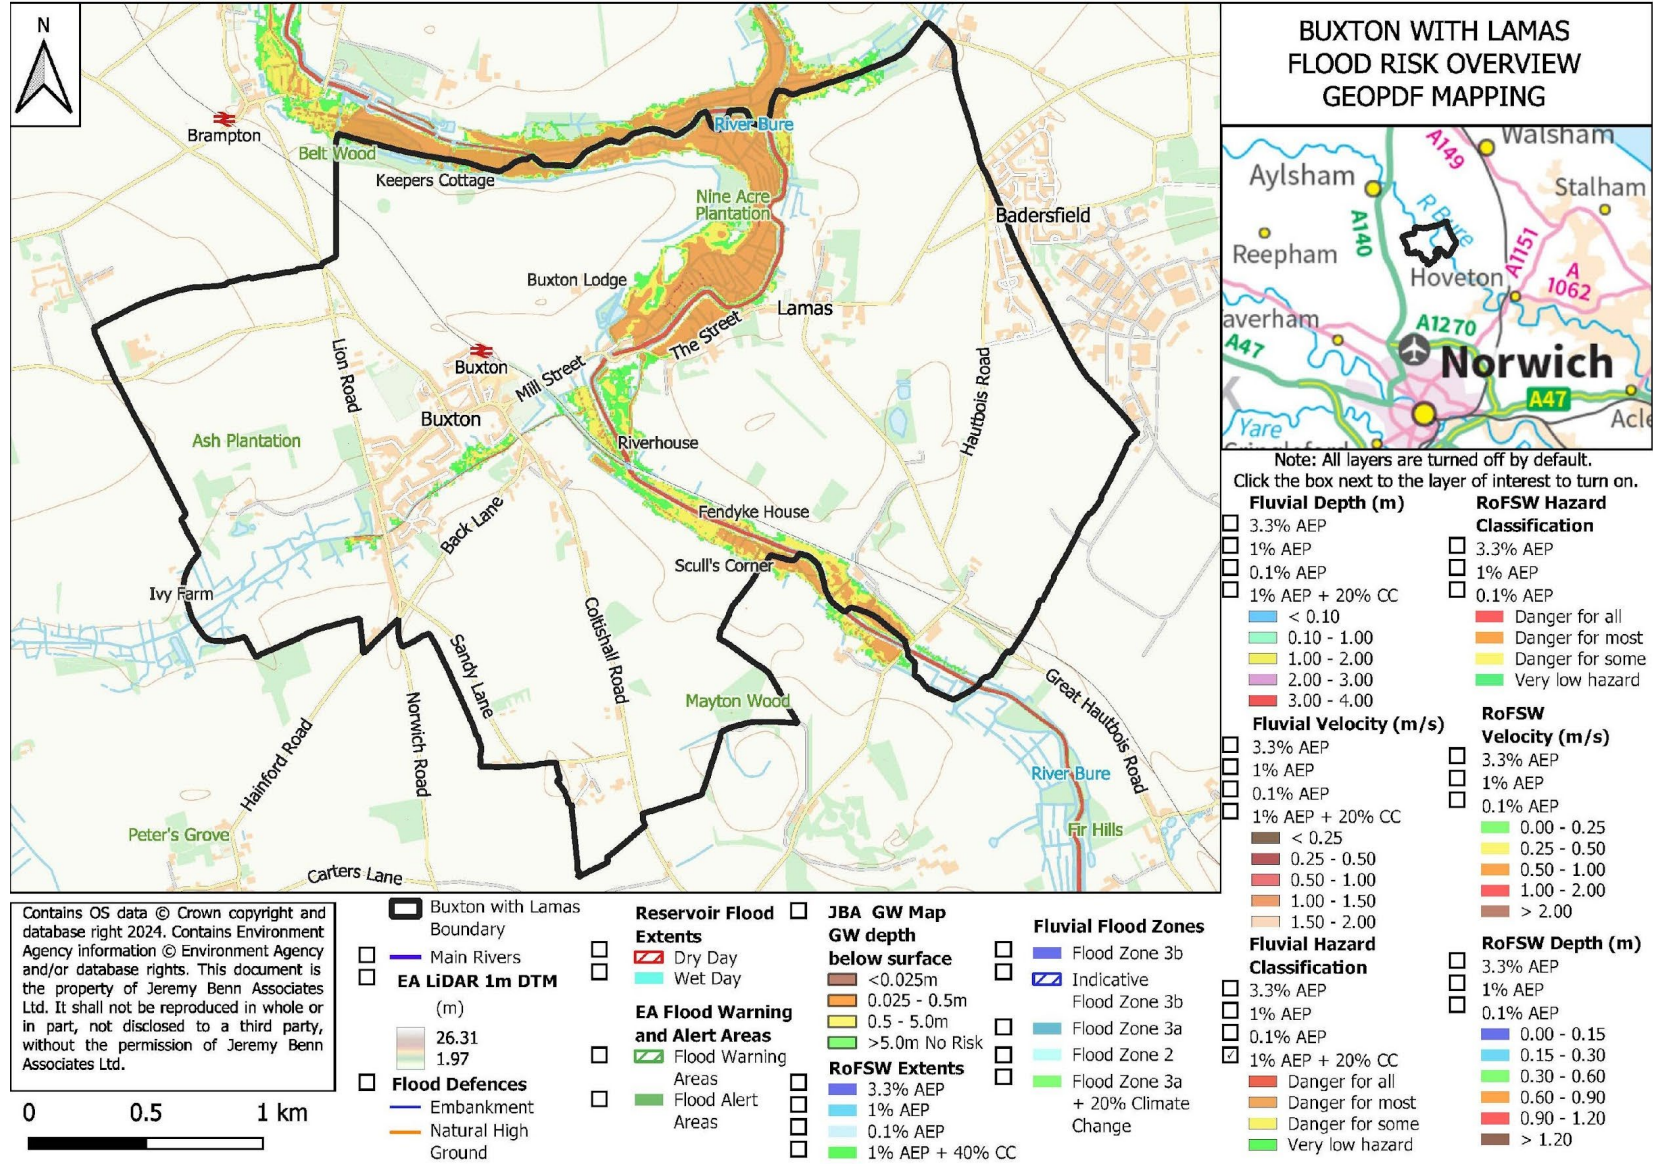 N
Brampton
Belt Wood
Keepers Cottage
River Bure
Nine Acre
Plantation
Badersfield
Buxton Lodge
Lamas
The Street
Lion Road
Buxton
Mill Street
Buxton
Hautbois Road
Ash Plantation
Riverhouse
Back Lane
Fendyke House
Scull's Corner
Ivy Farm
Sandy Lane
Coltishall Road
Mayton Wood
Great Hautbois Road
Norwich Road
Hainford Road
River Bure
Peter's Grove
Fir Hills
Carters Lane
BUXTON WITH LAMAS
FLOOD RISK OVERVIEW
GEOPDF MAPPING
A149
Walsham
Aylsham
Stalham
R Bure
A140
Reepham
A1151
Hoveton
A
1062
averham
A1270
A47
Norwich
A47
Acle
Yare
Note: All layers are turned off by default.
Click the box next to the layer of interest to turn on.
Fluvial Depth (m)
3.3% AEP
1% AEP
0.1% AEP
1% AEP + 20% CC
< 0.10
0.10 - 1.00
1.00 - 2.00
2.00 - 3.00
3.00 - 4.00
Fluvial Velocity (m/s)
3.3% AEP
1% AEP
0.1% AEP
1% AEP + 20% CC
< 0.25
0.25 - 0.50
0.50 - 1.00
1.00 - 1.50
1.50 - 2.00
Fluvial Hazard
Classification
3.3% AEP
1% AEP
0.1% AEP
1% AEP + 20% CC
Danger for all
Danger for most
Danger for some
Very low hazard
RoFSW Hazard
Classification
3.3% AEP
1% AEP
0.1% AEP
Danger for all
Danger for most
Danger for some
Very low hazard
RoFSW
Velocity (m/s)
3.3% AEP
1% AEP
0.1% AEP
0.00 - 0.25
0.25 - 0.50
0.50 - 1.00
1.00 - 2.00
> 2.00
RoFSW Depth (m)
3.3% AEP
1% AEP
0.1% AEP
0.00 - 0.15
0.15 - 0.30
0.30 - 0.60
0.60 - 0.90
0.90 - 1.20
> 1.20
Contains OS data © Crown copyright and
database right 2024. Contains Environment
Agency information © Environment Agency
and/or database rights. This document is
the property of Jeremy Benn Associates
Ltd. It shall not be reproduced in whole or
in part, not disclosed to a third party,
without the permission of Jeremy Benn
Associates Ltd.
0 0.5 1 km
Buxton with Lamas
Boundary
Main Rivers
EA LiDAR 1m DTM
(m)
26.31
1.97
Flood Defences
Embankment
Natural High
Ground
Reservoir Flood
Extents
Dry Day
Wet Day
EA Flood Warning
and Alert Areas
Flood Warning
Areas
Flood Alert
Areas
JBA GW Map
GW depth
below surface
<0.025m
0.025 - 0.5m
0.5 - 5.0m
>5.0m No Risk
RoFSW Extents
3.3% AEP
1% AEP
0.1% AEP
1% AEP + 40% CC
Fluvial Flood Zones
Flood Zone 3b
Indicative
Flood Zone 3b
Flood Zone 3a
Flood Zone 2
Flood Zone 3a
+ 20% Climate
Change